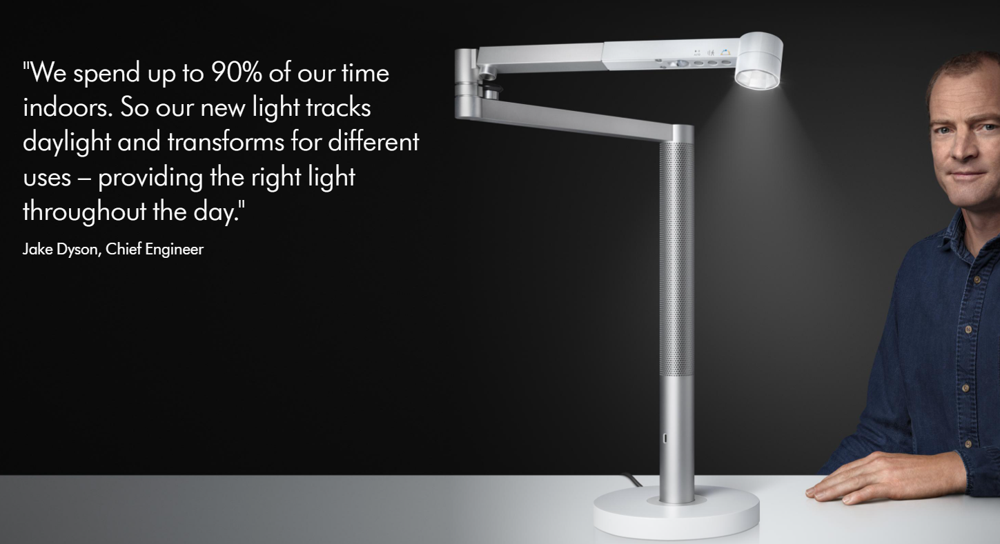 "We spend up to 90% of our time
indoors. So our new light tracks
daylight and transforms for different
uses – providing the right light
throughout the day."
Jake Dyson, Chief Engineer